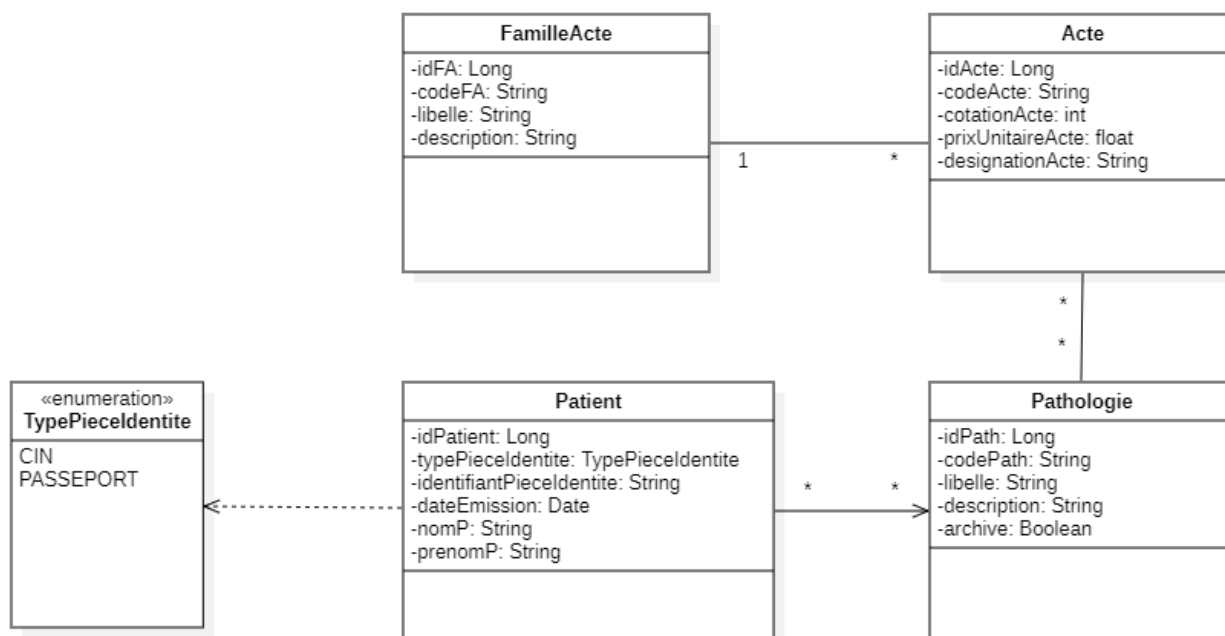 FamilleActe
-idFA: Long
-codeFA: String
-libelle: String
-description: String
1
*
Acte
-idActe: Long
-codeActe: String
-cotationActe: int
-prixUnitaireActe: float
-designationActe: String
*
*
«enumeration»
TypePieceIdentite
CIN
PASSEPORT
Patient
-idPatient: Long
-typePieceIdentite: TypePieceIdentite
-identifiantPieceIdentite: String
-dateEmission: Date
-nomP: String
-prenomP: String
*
*
Pathologie
-idPath: Long
-codePath: String
-libelle: String
-description: String
-archive: Boolean